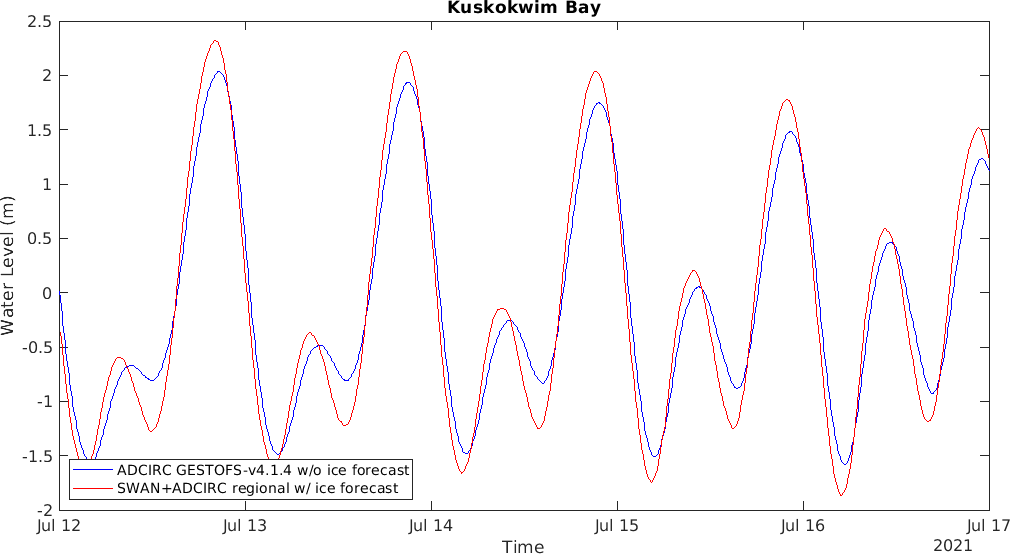 Kuskokwim Bay
Water Level (m)
2.5
2
1.5
1
0.5
0
-0.5
-1
-1.5
-2
ADCIRC GESTOFS-v4.1.4 w/o ice forecast
SWAN+ADCIRC regional w/ ice forecast
Jul 12 Jul 13 Jul 14 Jul 15 Jul 16 Jul 17
Time
2021